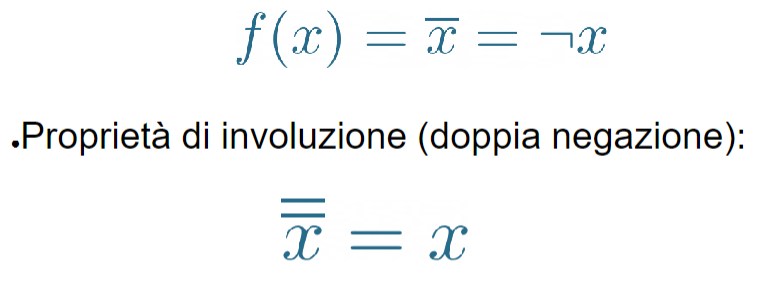 f(x) = x̅ = ¬x
•Proprietà di involuzione (doppia negazione):
x̿ = x